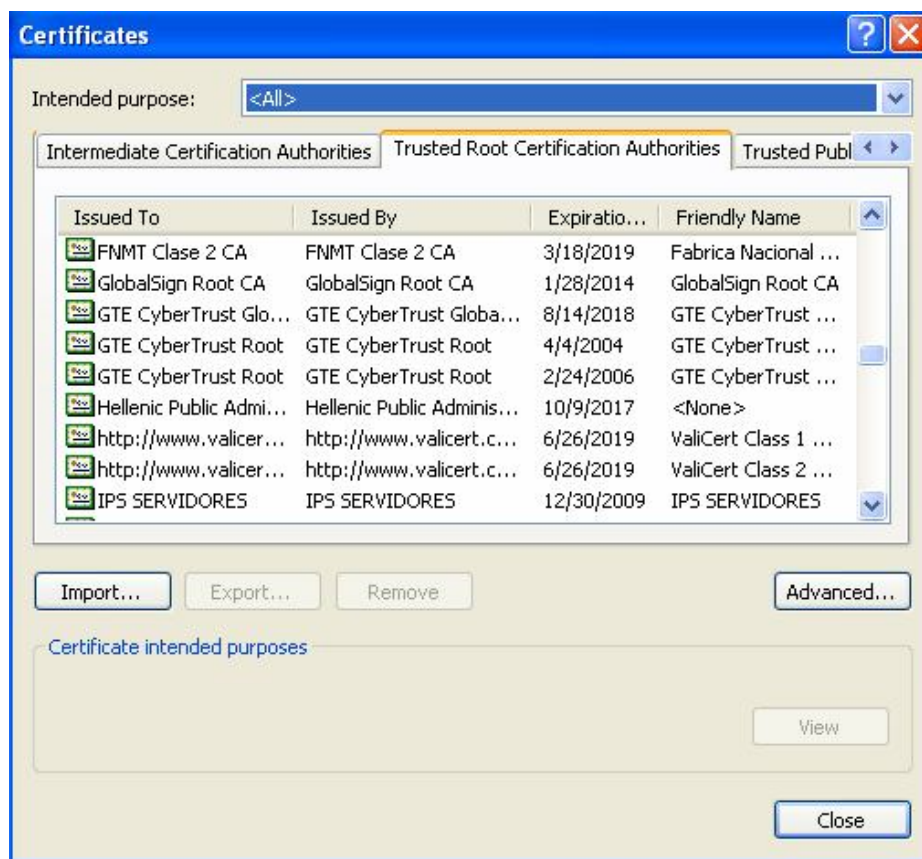 Certificates
Intended purpose: <All>
Intermediate Certification Authorities Trusted Root Certification Authorities Trusted Publ
Issued To Issued By Expiratio... Friendly Name
FNMT Clase 2 CA FNMT Clase 2 CA 3/18/2019 Fabrica Nacional ...
GlobalSign Root CA GlobalSign Root CA 1/28/2014 GlobalSign Root CA
GTE CyberTrust Glo... GTE CyberTrust Globa... 8/14/2018 GTE CyberTrust ...
GTE CyberTrust Root GTE CyberTrust Root 4/4/2004 GTE CyberTrust ...
GTE CyberTrust Root GTE CyberTrust Root 2/24/2006 GTE CyberTrust ...
Hellenic Public Admi... Hellenic Public Adminis... 10/9/2017 <None>
http://www.valicer... http://www.valicert.c... 6/26/2019 ValiCert Class 1 ...
http://www.valicer... http://www.valicert.c... 6/26/2019 ValiCert Class 2 ...
IPS SERVIDORES IPS SERVIDORES 12/30/2009 IPS SERVIDORES
Import... Export... Remove Advanced...
Certificate intended purposes
View
Close